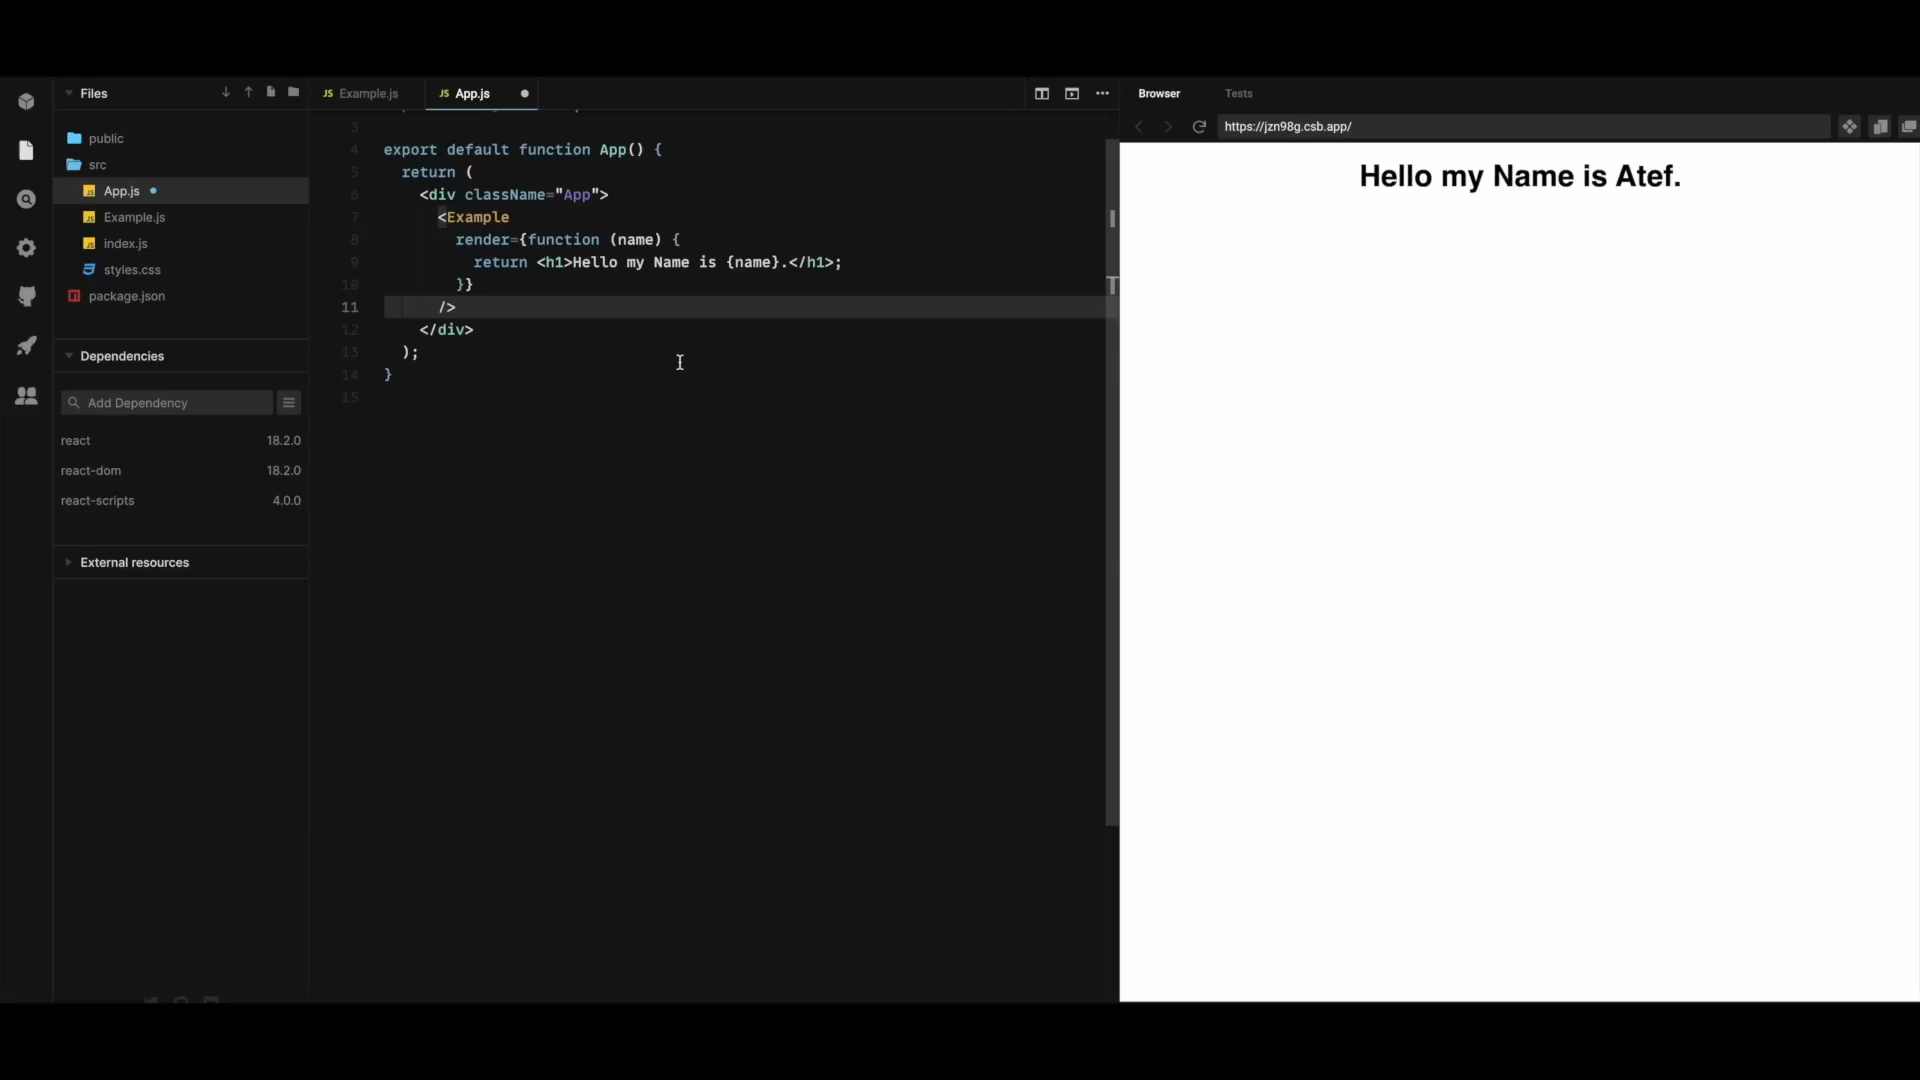 Files
public
src
App.js
Example.js
index.js
styles.css
package.json
Dependencies
Add Dependency
react 18.2.0
react-dom 18.2.0
react-scripts 4.0.0
External resources
JS Example.js
JS App.js
3
4 export default function App() {
5 return (
6 <div className="App">
7 <Example
8 render={function (name) {
9 return <h1>Hello my Name is {name}.</h1>;
10 }}
11 />
12 </div>
13 );
14 }
15
Browser Tests
https://jzn98g.csb.app/
Hello my Name is Atef.